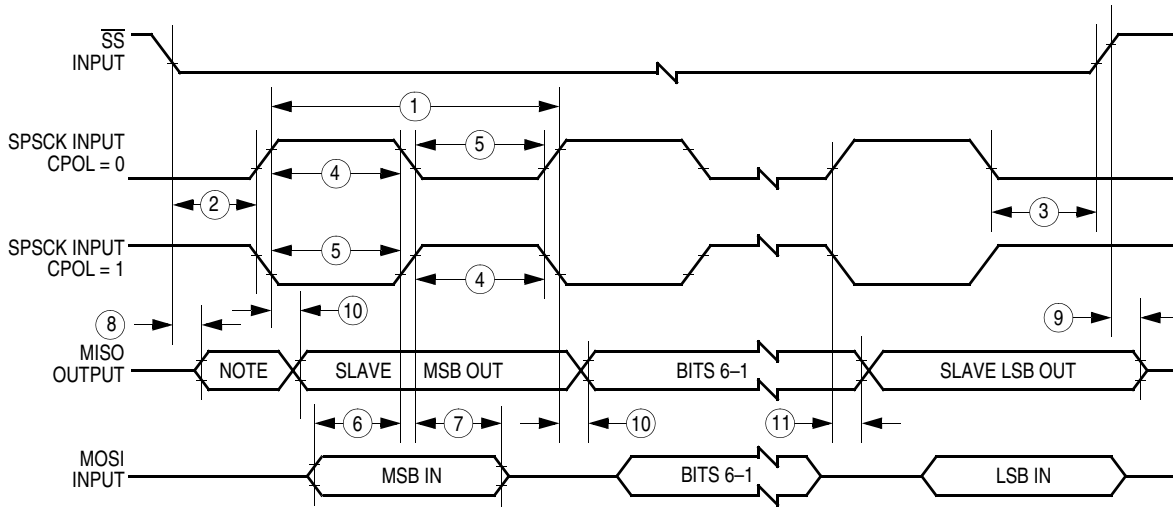 SS
INPUT
1
SPSCK INPUT
CPOL = 0
5
4
2
3
SPSCK INPUT
CPOL = 1
5
4
8
10
9
MISO
OUTPUT
NOTE
SLAVE
MSB OUT
BITS 6–1
SLAVE LSB OUT
6
7
10
11
MOSI
INPUT
MSB IN
BITS 6–1
LSB IN